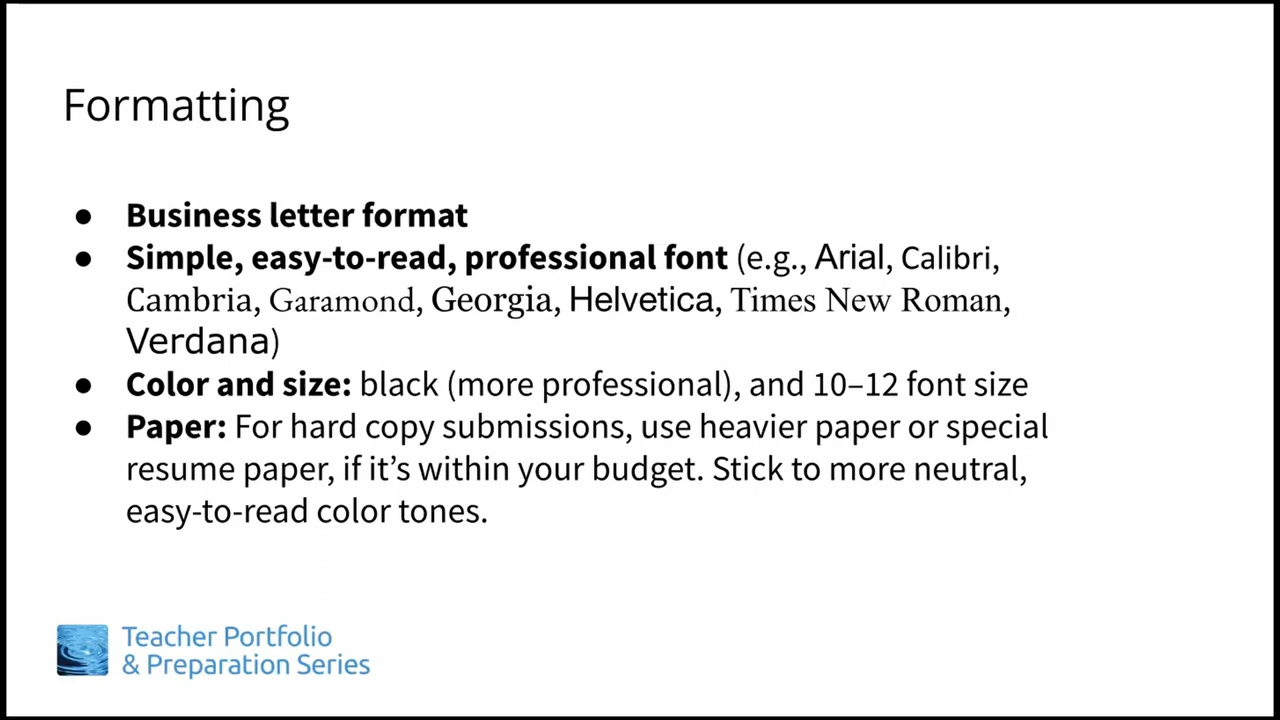 Formatting
● Business letter format
● Simple, easy-to-read, professional font (e.g., Arial, Calibri,
Cambria, Garamond, Georgia, Helvetica, Times New Roman,
Verdana)
● Color and size: black (more professional), and 10–12 font size
● Paper: For hard copy submissions, use heavier paper or special
resume paper, if it’s within your budget. Stick to more neutral,
easy-to-read color tones.
Teacher Portfolio
& Preparation Series